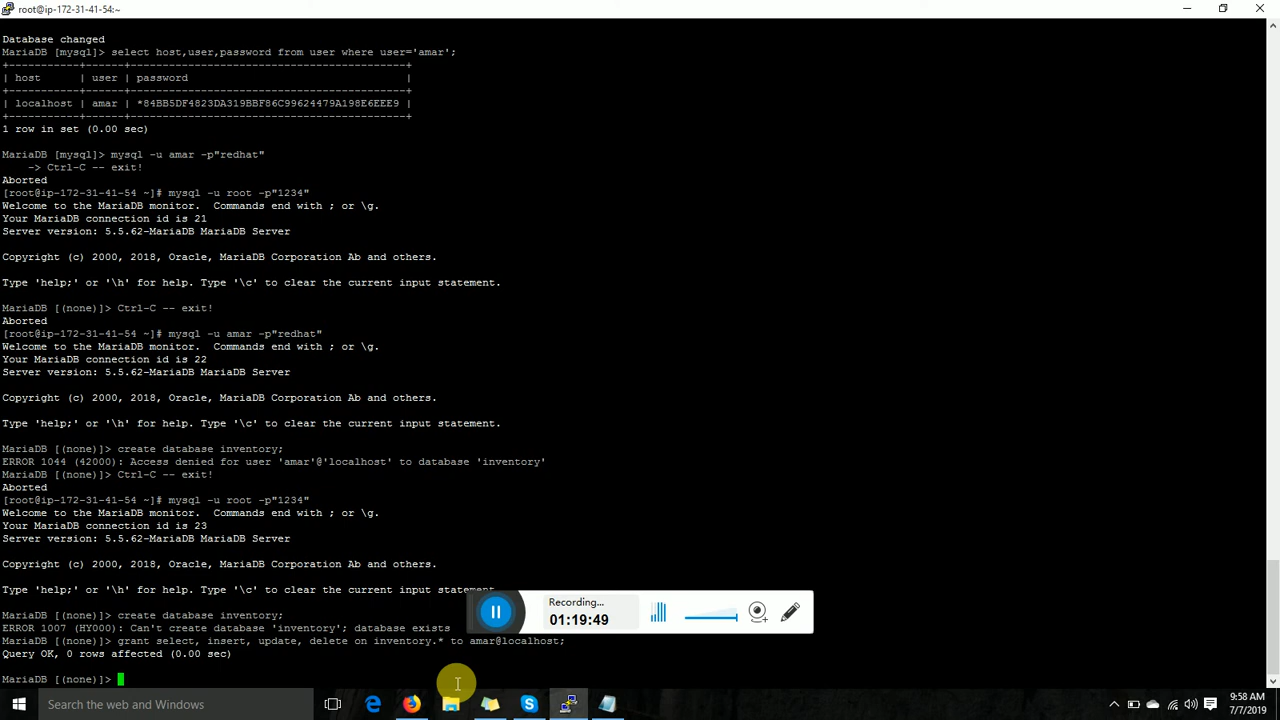 root@ip-172-31-41-54:~
Database changed
MariaDB [mysql]> select host,user,password from user where user='amar';
+-----------+------+-------------------------------------------+
| host      | user | password                                  |
+-----------+------+-------------------------------------------+
| localhost | amar | *84BB5DF4823DA319BBF86C99624479A198E6EEE9 |
+-----------+------+-------------------------------------------+
1 row in set (0.00 sec)
MariaDB [mysql]> mysql -u amar -p"redhat"
    -> Ctrl-C -- exit!
Aborted
[root@ip-172-31-41-54 ~]# mysql -u root -p"1234"
Welcome to the MariaDB monitor.  Commands end with ; or \g.
Your MariaDB connection id is 21
Server version: 5.5.62-MariaDB MariaDB Server
Copyright (c) 2000, 2018, Oracle, MariaDB Corporation Ab and others.
Type 'help;' or '\h' for help. Type '\c' to clear the current input statement.
MariaDB [(none)]> Ctrl-C -- exit!
Aborted
[root@ip-172-31-41-54 ~]# mysql -u amar -p"redhat"
Welcome to the MariaDB monitor.  Commands end with ; or \g.
Your MariaDB connection id is 22
Server version: 5.5.62-MariaDB MariaDB Server
Copyright (c) 2000, 2018, Oracle, MariaDB Corporation Ab and others.
Type 'help;' or '\h' for help. Type '\c' to clear the current input statement.
MariaDB [(none)]> create database inventory;
ERROR 1044 (42000): Access denied for user 'amar'@'localhost' to database 'inventory'
MariaDB [(none)]> Ctrl-C -- exit!
Aborted
[root@ip-172-31-41-54 ~]# mysql -u root -p"1234"
Welcome to the MariaDB monitor.  Commands end with ; or \g.
Your MariaDB connection id is 23
Server version: 5.5.62-MariaDB MariaDB Server
Copyright (c) 2000, 2018, Oracle, MariaDB Corporation Ab and others.
Type 'help;' or '\h' for help. Type '\c' to clear the current input statement.
MariaDB [(none)]> create database inventory;
ERROR 1007 (HY000): Can't create database 'inventory'; database exists
MariaDB [(none)]> grant select, insert, update, delete on inventory.* to amar@localhost;
Query OK, 0 rows affected (0.00 sec)
MariaDB [(none)]>
Recording...
01:19:49
Search the web and Windows
9:58 AM
7/7/2019